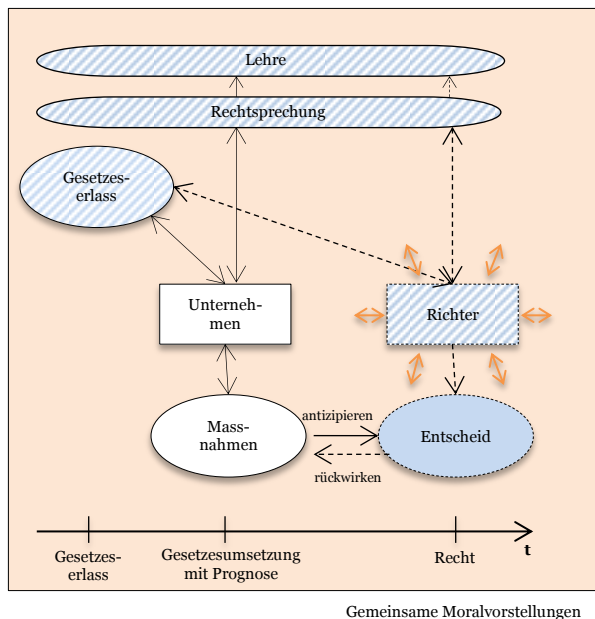 Lehre
Rechtsprechung
Gesetzes-
erlass
Unterneh-
men
Richter
Mass-
nahmen
antizipieren
Entscheid
rückwirken
t
Gesetzes-
erlass
Gesetzesumsetzung
mit Prognose
Recht
Gemeinsame Moralvorstellungen